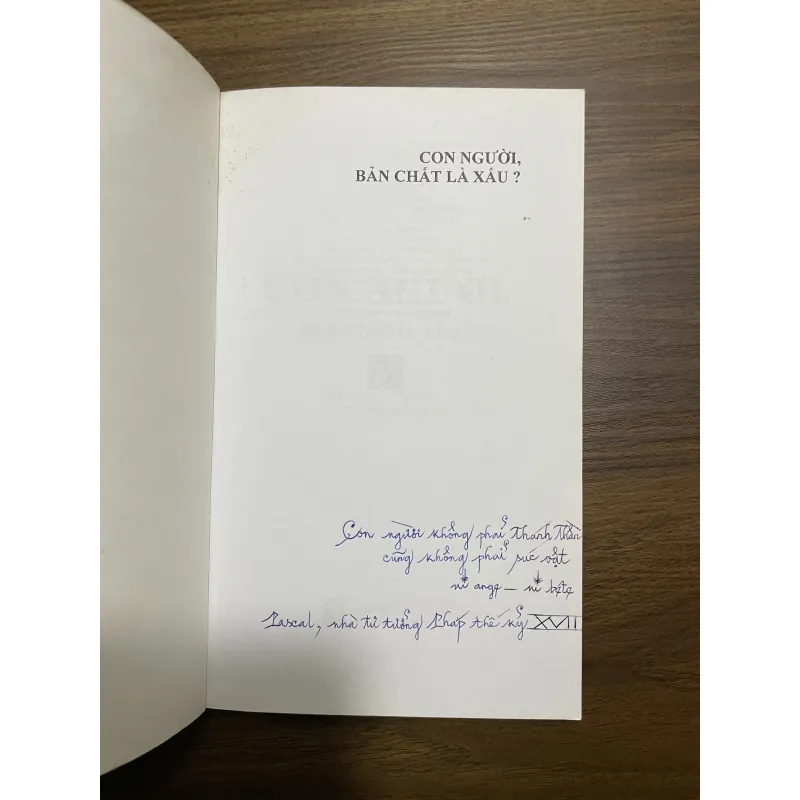 CON NGƯỜI,
BẢN CHẤT LÀ XẤU ?
Con người không phải thánh thần
cũng không phải súc vật
ni ange — ni bête
Pascal, nhà tư tưởng Pháp thế kỷ XVII